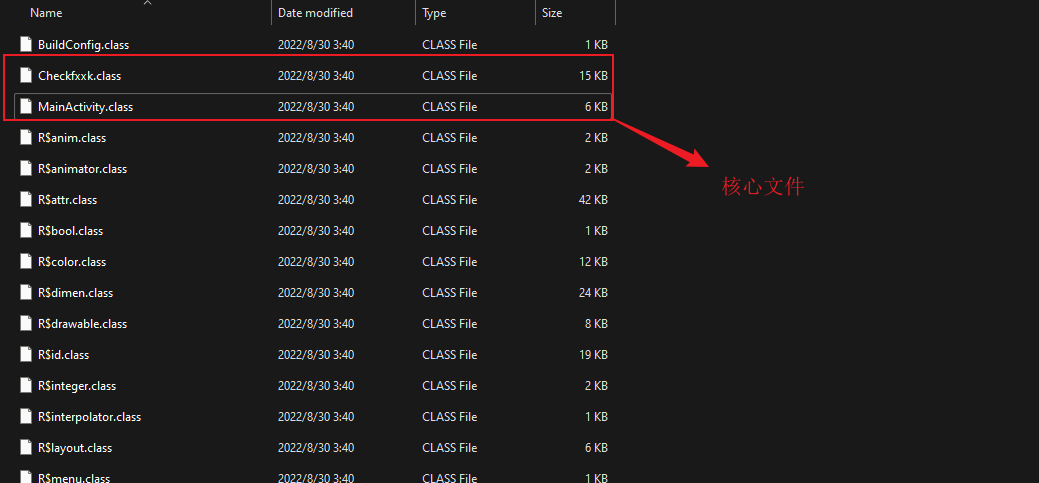 Name Date modified Type Size
BuildConfig.class 2022/8/30 3:40 CLASS File 1 KB
Checkfxxk.class 2022/8/30 3:40 CLASS File 15 KB
MainActivity.class 2022/8/30 3:40 CLASS File 6 KB
R$anim.class 2022/8/30 3:40 CLASS File 2 KB
R$animator.class 2022/8/30 3:40 CLASS File 2 KB
核心文件
R$attr.class 2022/8/30 3:40 CLASS File 42 KB
R$bool.class 2022/8/30 3:40 CLASS File 1 KB
R$color.class 2022/8/30 3:40 CLASS File 12 KB
R$dimen.class 2022/8/30 3:40 CLASS File 24 KB
R$drawable.class 2022/8/30 3:40 CLASS File 8 KB
R$id.class 2022/8/30 3:40 CLASS File 19 KB
R$integer.class 2022/8/30 3:40 CLASS File 2 KB
R$interpolator.class 2022/8/30 3:40 CLASS File 1 KB
R$layout.class 2022/8/30 3:40 CLASS File 6 KB
R$menu.class 2022/8/30 3:40 CLASS File 1 KB